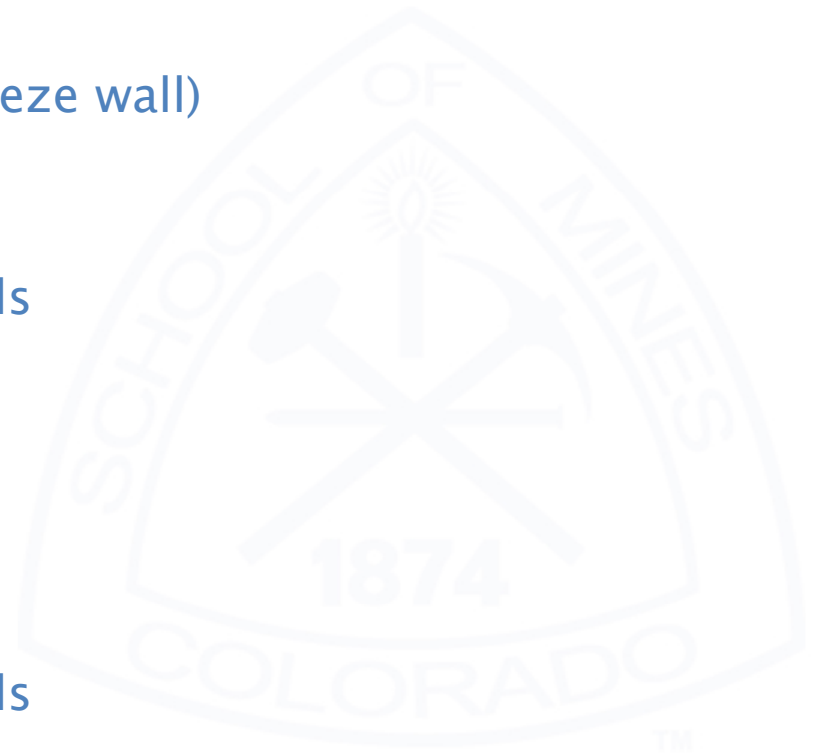 OF
eze wall)
SCHOOL
MINES
ls
1874
COLORADO
ls
TM